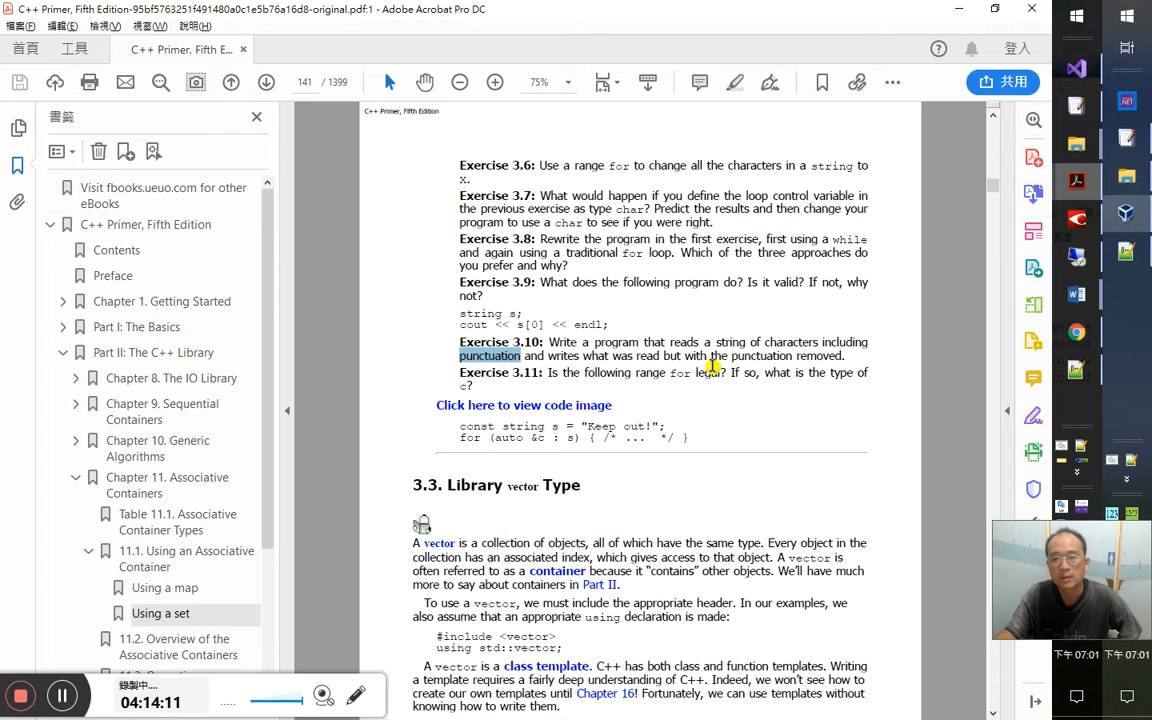 C++ Primer, Fifth Edition-95bf5763251f491480a0c1e5b76a16d8-original.pdf:1 - Adobe Acrobat Pro DC
檔案(F) 編輯(E) 檢視(V) 視窗(W) 說明(H)
首頁 工具 C++ Primer, Fifth E... × 登入
141 / 1399 75% 共用
書籤
Visit fbooks.ueuo.com for other
eBooks
C++ Primer, Fifth Edition
Contents
Preface
Chapter 1. Getting Started
Part I: The Basics
Part II: The C++ Library
Chapter 8. The IO Library
Chapter 9. Sequential
Containers
Chapter 10. Generic
Algorithms
Chapter 11. Associative
Containers
Table 11.1. Associative
Container Types
11.1. Using an Associative
Container
Using a map
Using a set
11.2. Overview of the
Associative Containers
C++ Primer, Fifth Edition
Exercise 3.6: Use a range for to change all the characters in a string to
X.
Exercise 3.7: What would happen if you define the loop control variable in
the previous exercise as type char? Predict the results and then change your
program to use a char to see if you were right.
Exercise 3.8: Rewrite the program in the first exercise, first using a while
and again using a traditional for loop. Which of the three approaches do
you prefer and why?
Exercise 3.9: What does the following program do? Is it valid? If not, why
not?
string s;
cout << s[0] << endl;
Exercise 3.10: Write a program that reads a string of characters including
punctuation and writes what was read but with the punctuation removed.
Exercise 3.11: Is the following range for legal? If so, what is the type of
c?
Click here to view code image
const string s = "Keep out!";
for (auto &c : s) { /* ... */ }
3.3. Library vector Type
A vector is a collection of objects, all of which have the same type. Every object in the
collection has an associated index, which gives access to that object. A vector is
often referred to as a container because it “contains” other objects. We’ll have much
more to say about containers in Part II.
To use a vector, we must include the appropriate header. In our examples, we
also assume that an appropriate using declaration is made:
#include <vector>
using std::vector;
A vector is a class template. C++ has both class and function templates. Writing
a template requires a fairly deep understanding of C++. Indeed, we won’t see how to
create our own templates until Chapter 16! Fortunately, we can use templates without
knowing how to write them.
錄製中....
04:14:11
下午 07:01 下午 07:01